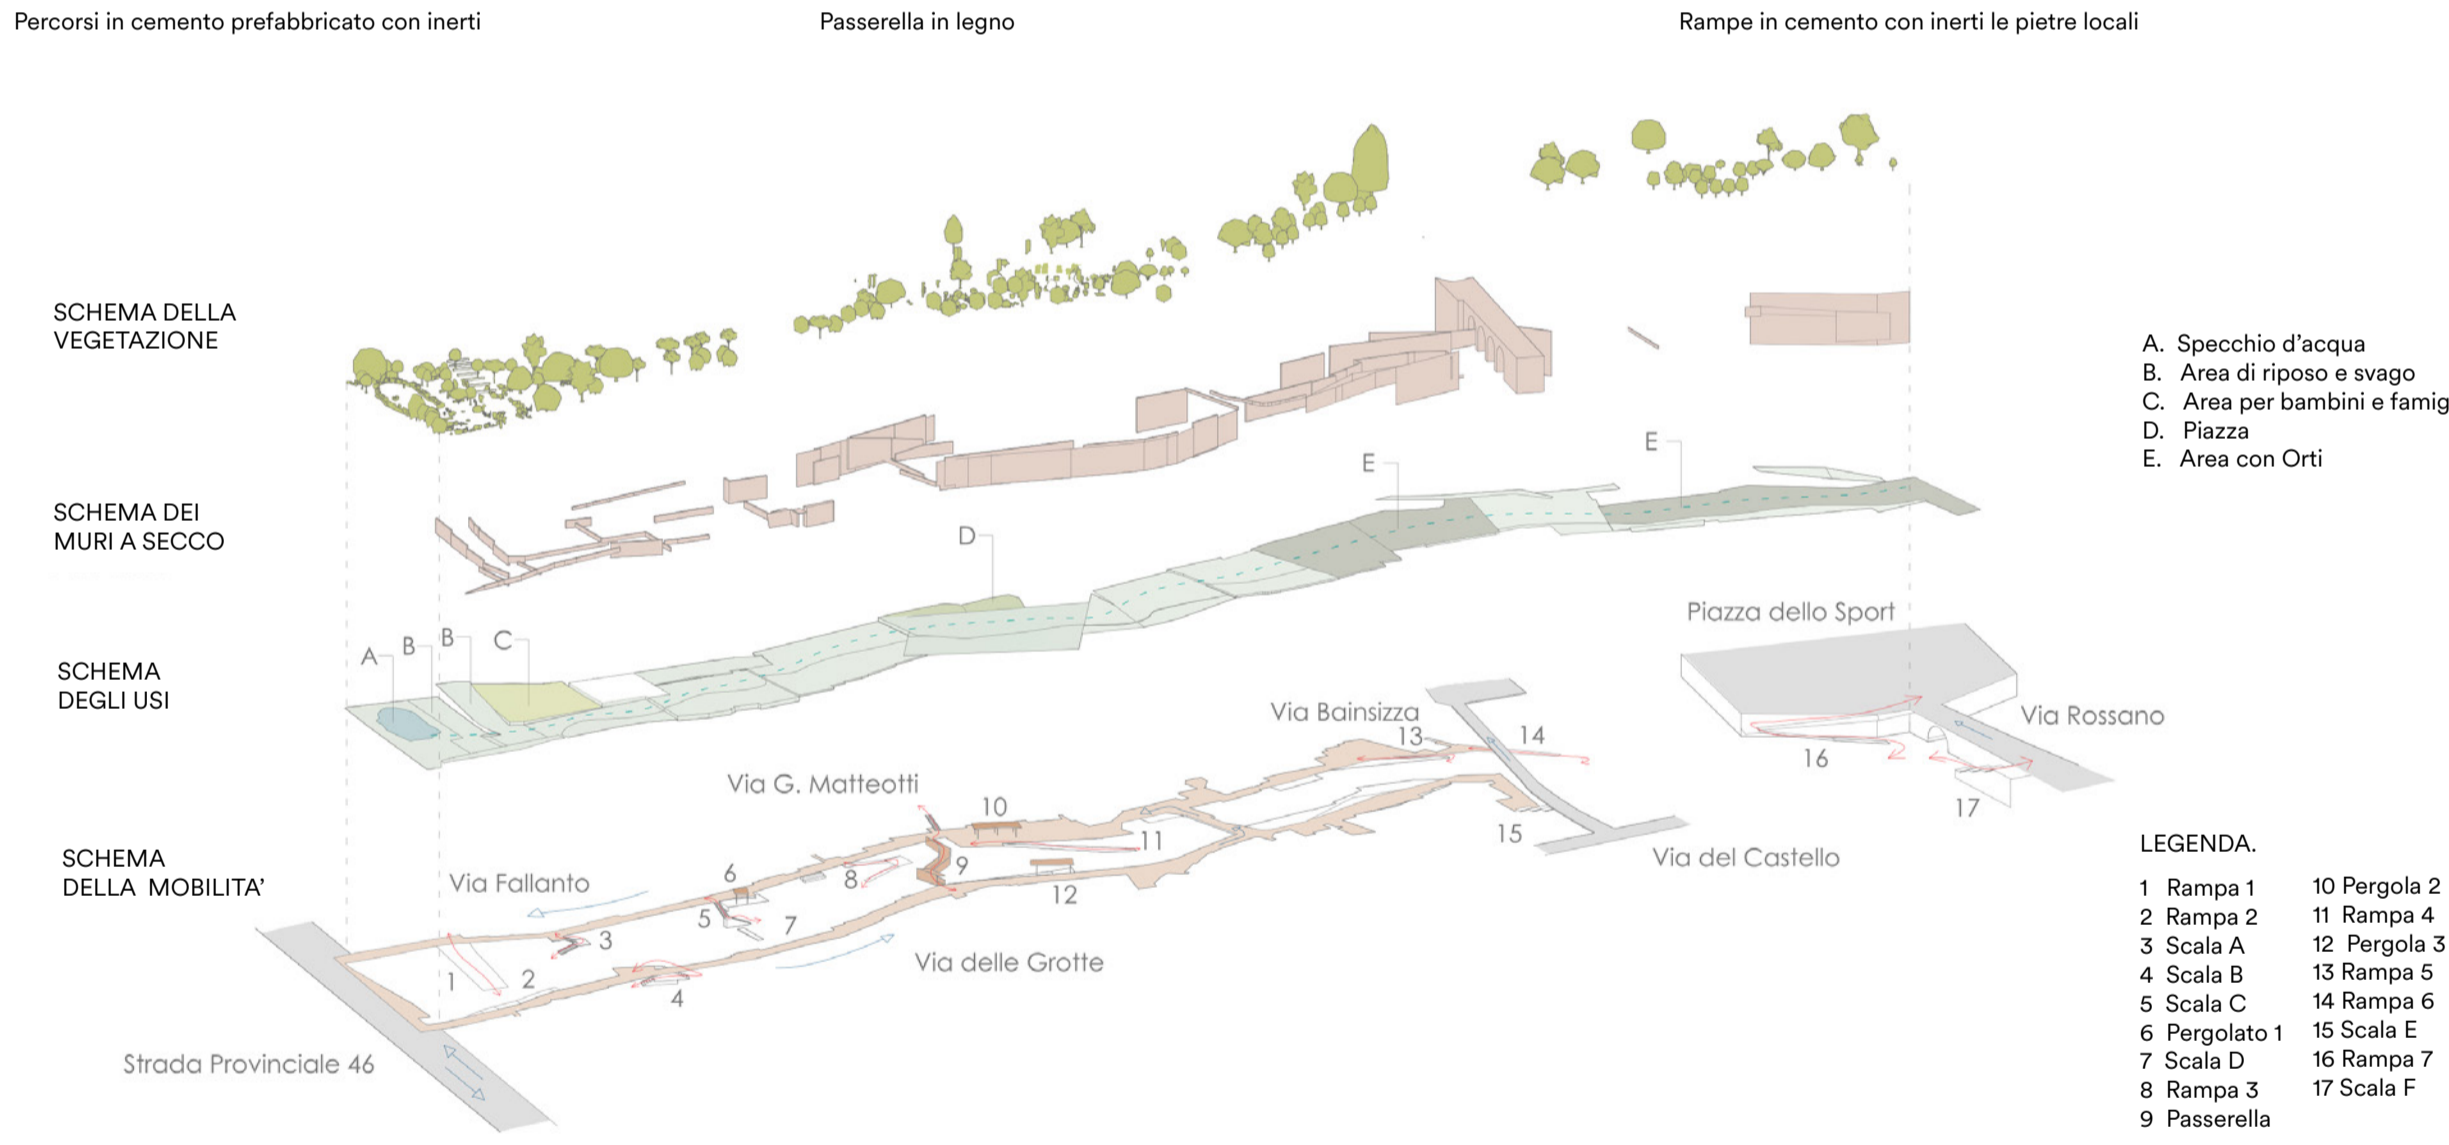 Percorsi in cemento prefabbricato con inerti
Passerella in legno
Rampe in cemento con inerti le pietre locali
SCHEMA DELLA
VEGETAZIONE
A. Specchio d'acqua
B. Area di riposo e svago
C. Area per bambini e famig
D. Piazza
E. Area con Orti
SCHEMA DEI
MURI A SECCO
E
E
D
SCHEMA
DEGLI USI
A
B
B
C
Piazza dello Sport
Via Bainsizza
Via Rossano
13
14
16
17
Via G. Matteotti
10
11
15
Via del Castello
SCHEMA
DELLA MOBILITA'
Via Fallanto
6
8
9
12
5
7
3
Via delle Grotte
1
2
4
Strada Provinciale 46
LEGENDA.
1 Rampa 1
2 Rampa 2
3 Scala A
4 Scala B
5 Scala C
6 Pergolato 1
7 Scala D
8 Rampa 3
9 Passerella
10 Pergola 2
11 Rampa 4
12 Pergola 3
13 Rampa 5
14 Rampa 6
15 Scala E
16 Rampa 7
17 Scala F